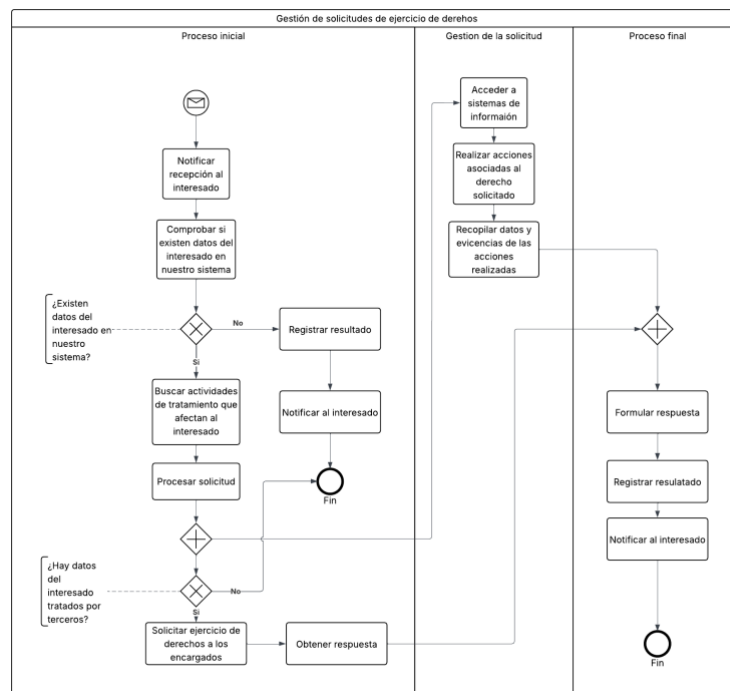 Gestión de solicitudes de ejercicio de derehos
Proceso inicial
Gestion de la solicitud
Proceso final
Acceder a
sistemas de
informaión
Notificar
recepción al
interesado
Realizar acciones
asociadas al
derecho
solicitado
Comprobar si
existen datos del
interesado en
nuestro sistema
Recopilar datos y
evicencias de las
acciones
realizadas
¿Existen
datos del
interesado en
nuestro
sistema?
No
Registrar resultado
Si
Buscar actividades
de tratamiento que
afectan al
interesado
Notificar al interesado
Formular respuesta
Procesar solicitud
Fin
Registrar resulatado
Notificar al interesado
¿Hay datos
del
interesado
tratados por
terceros?
No
Si
Solicitar ejercicio de
derechos a los
encargados
Obtener respuesta
Fin